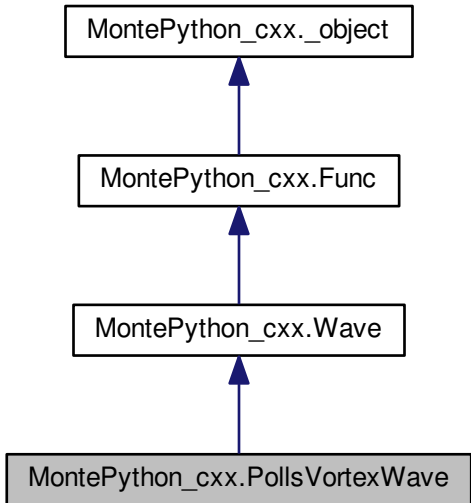 MontePython_cxx._object
MontePython_cxx.Func
MontePython_cxx.Wave
MontePython_cxx.PollsVortexWave